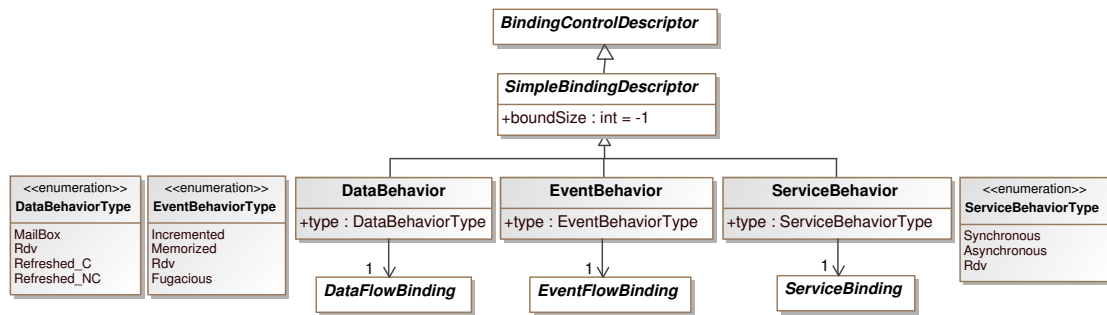 BindingControlDescriptor
SimpleBindingDescriptor
+boundSize : int = -1
<<enumeration>>
DataBehaviorType
MailBox
Rdv
Refreshed_C
Refreshed_NC
<<enumeration>>
EventBehaviorType
Incremented
Memorized
Rdv
Fugacious
DataBehavior
+type : DataBehaviorType
EventBehavior
+type : EventBehaviorType
ServiceBehavior
+type : ServiceBehaviorType
<<enumeration>>
ServiceBehaviorType
Synchronous
Asynchronous
Rdv
1
1
1
DataFlowBinding
EventFlowBinding
ServiceBinding